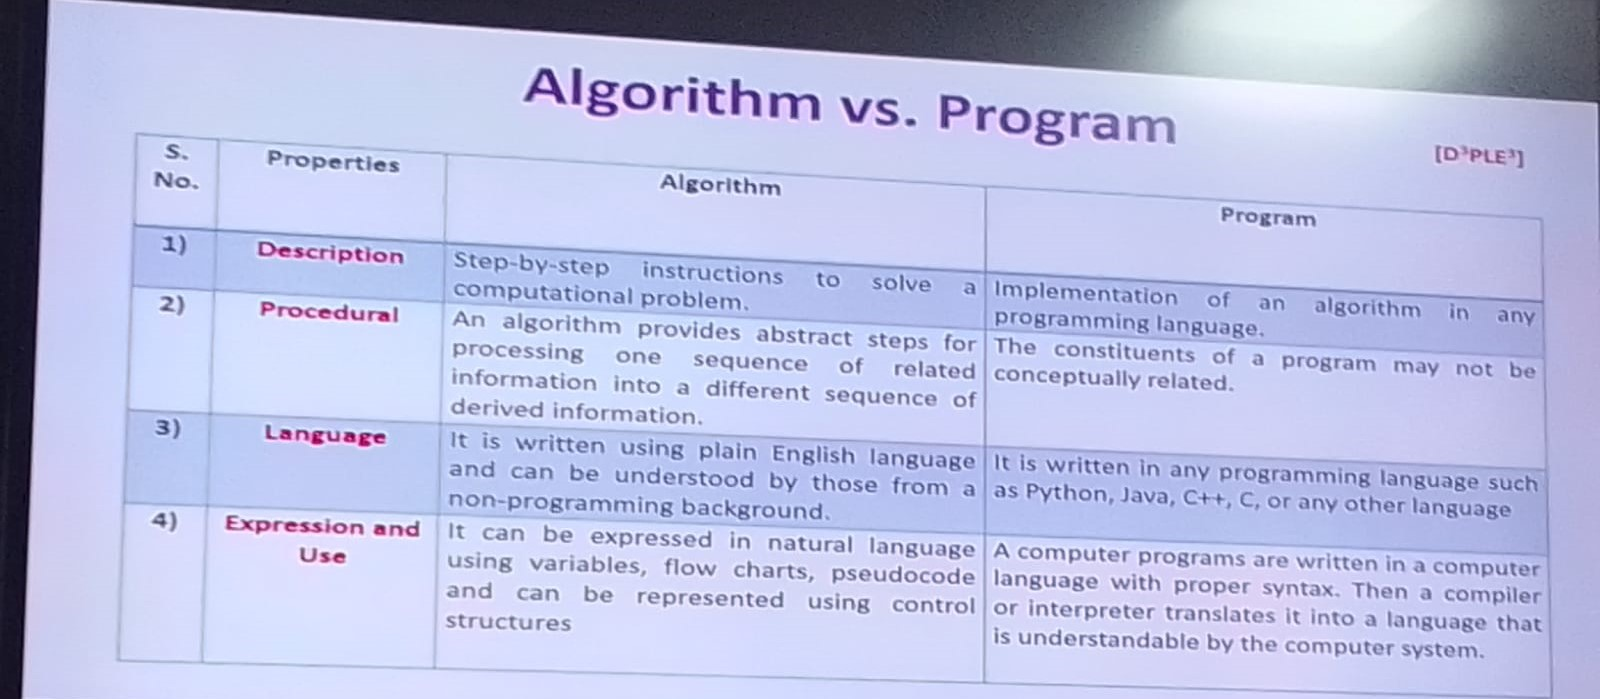 Algorithm vs. Program
[D³PLE³]
S.
No.
Properties
Algorithm
Program
1)
Description
Step-by-step instructions to solve a
computational problem.
Implementation of an algorithm in any
programming language.
2)
Procedural
An algorithm provides abstract steps for
processing one sequence of related
information into a different sequence of
derived information.
The constituents of a program may not be
conceptually related.
3)
Language
It is written using plain English language
and can be understood by those from a
non-programming background.
It is written in any programming language such
as Python, Java, C++, C, or any other language
4)
Expression and
Use
It can be expressed in natural language
using variables, flow charts, pseudocode
and can be represented using control
structures
A computer programs are written in a computer
language with proper syntax. Then a compiler
or interpreter translates it into a language that
is understandable by the computer system.